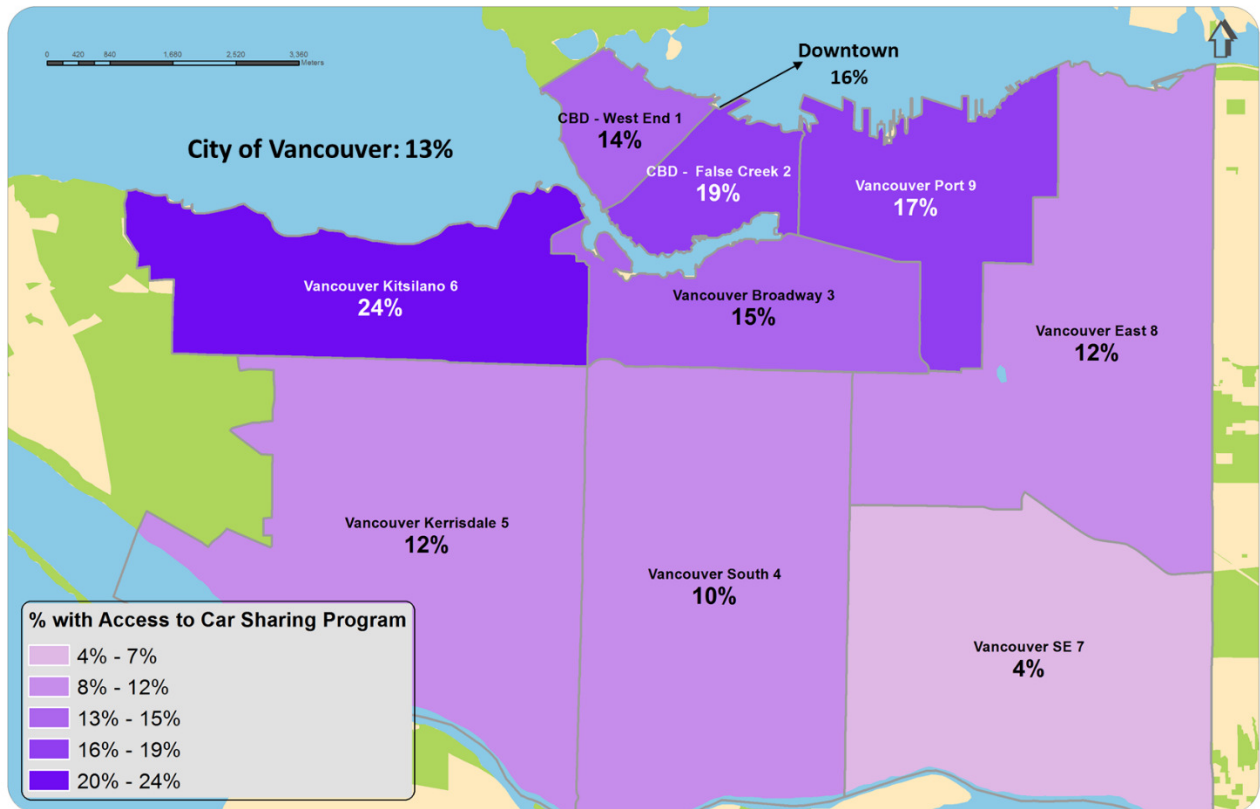 0 420 840 1,680 2,520 3,360
Meters
Downtown
16%
CBD - West End 1
14%
City of Vancouver: 13%
CBD - False Creek 2
19%
Vancouver Port 9
17%
Vancouver Kitsilano 6
24%
Vancouver Broadway 3
15%
Vancouver East 8
12%
Vancouver Kerrisdale 5
12%
Vancouver South 4
10%
Vancouver SE 7
4%
% with Access to Car Sharing Program
4% - 7%
8% - 12%
13% - 15%
16% - 19%
20% - 24%